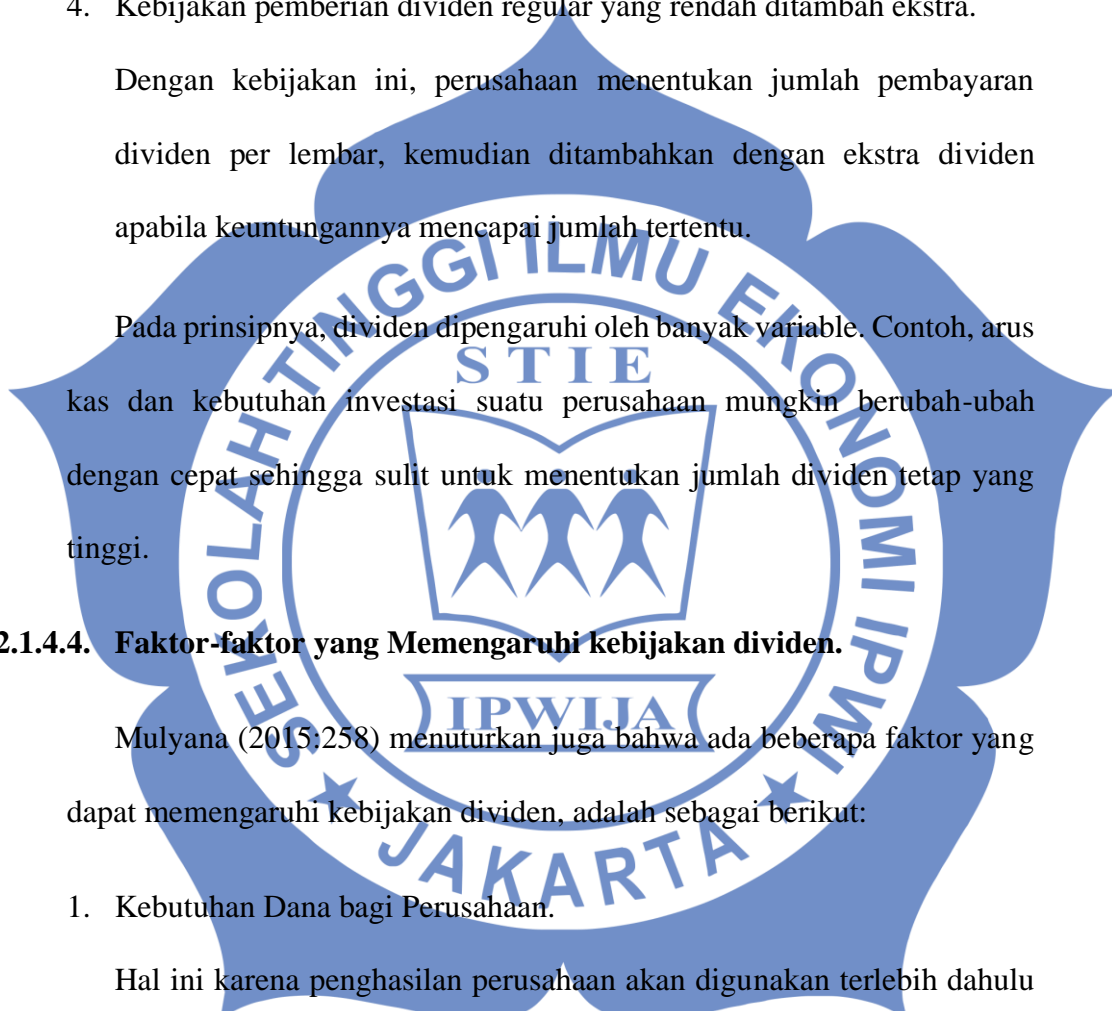 4. Kebijakan pemberian dividen regular yang rendah ditambah ekstra.
Dengan kebijakan ini, perusahaan menentukan jumlah pembayaran
dividen per lembar, kemudian ditambahkan dengan ekstra dividen
apabila keuntungannya mencapai jumlah tertentu.
Pada prinsipnya, dividen dipengaruhi oleh banyak variable. Contoh, arus
kas dan kebutuhan investasi suatu perusahaan mungkin berubah-ubah
dengan cepat sehingga sulit untuk menentukan jumlah dividen tetap yang
tinggi.
2.1.4.4. Faktor-faktor yang Memengaruhi kebijakan dividen.
Mulyana (2015:258) menuturkan juga bahwa ada beberapa faktor yang
dapat memengaruhi kebijakan dividen, adalah sebagai berikut:
1. Kebutuhan Dana bagi Perusahaan.
Hal ini karena penghasilan perusahaan akan digunakan terlebih dahulu
SEKOLAH TINGGI ILMU EKONOMI IPWIJA
STIE
IPWIJA
★ JAKARTA ★